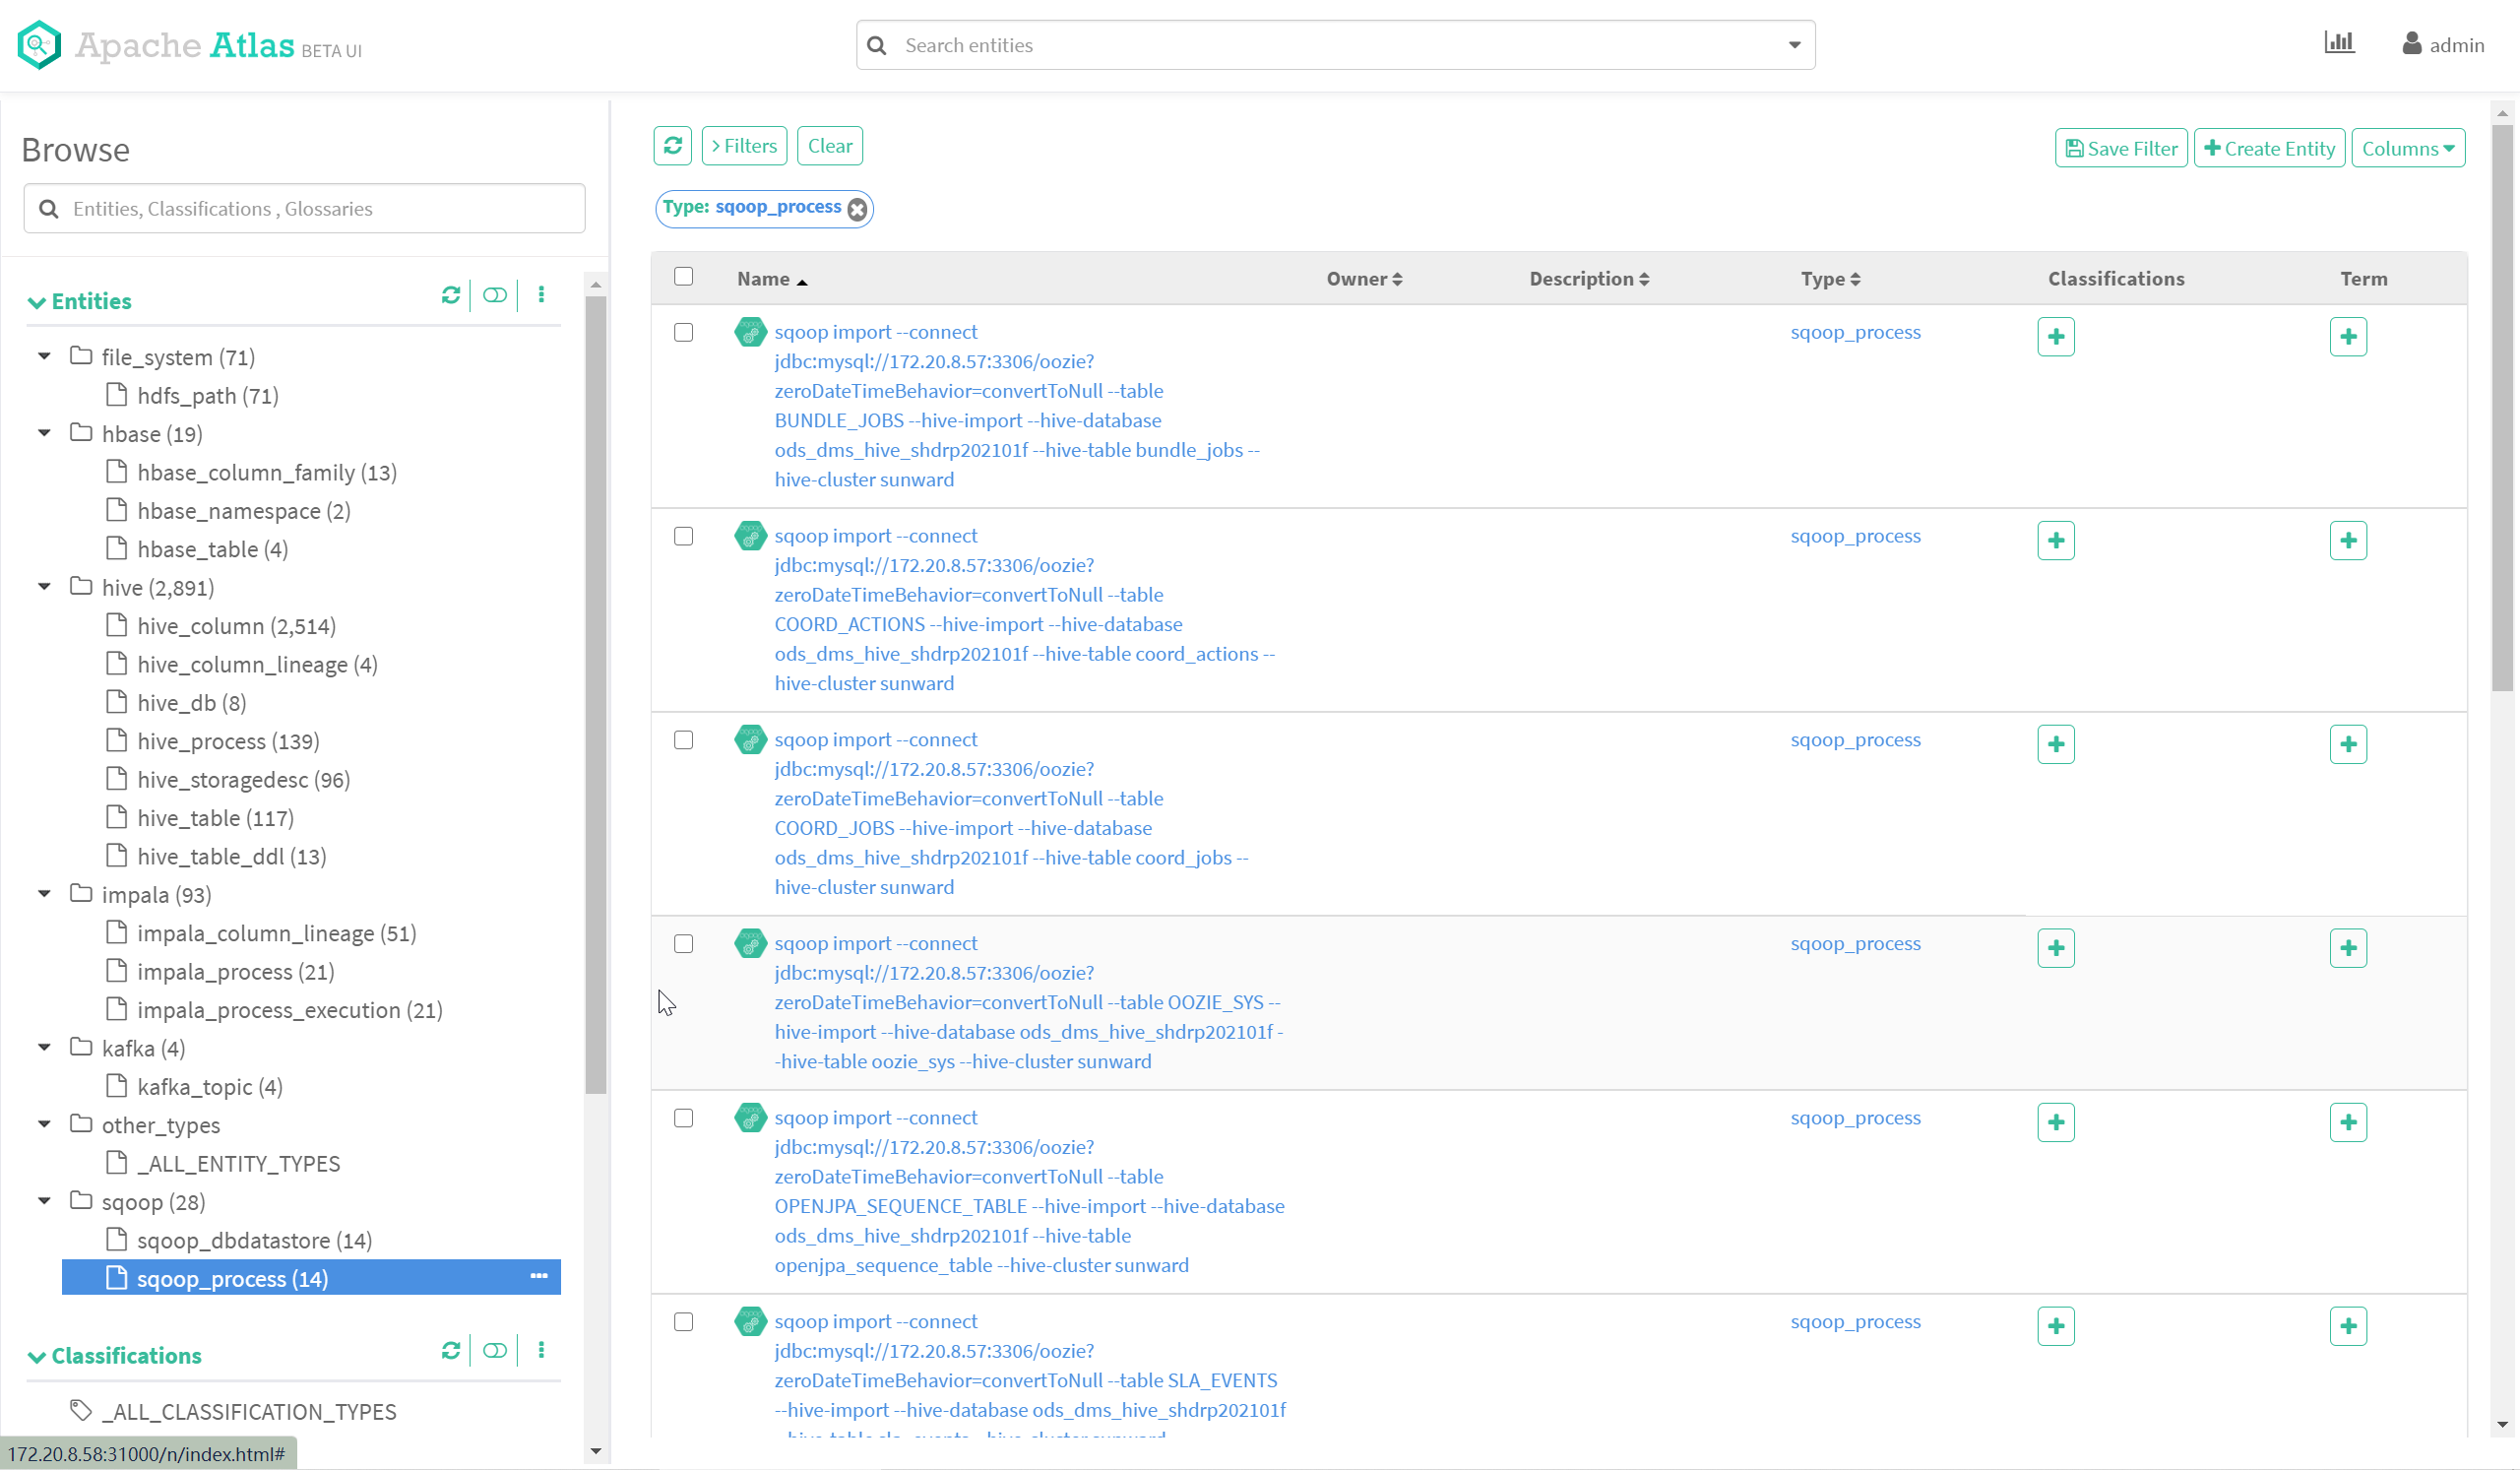 Apache Atlas BETA UI
Search entities
admin
Browse
Entities, Classifications , Glossaries
Entities
file_system (71)
hdfs_path (71)
hbase (19)
hbase_column_family (13)
hbase_namespace (2)
hbase_table (4)
hive (2,891)
hive_column (2,514)
hive_column_lineage (4)
hive_db (8)
hive_process (139)
hive_storagedesc (96)
hive_table (117)
hive_table_ddl (13)
impala (93)
impala_column_lineage (51)
impala_process (21)
impala_process_execution (21)
kafka (4)
kafka_topic (4)
other_types
_ALL_ENTITY_TYPES
sqoop (28)
sqoop_dbdatastore (14)
sqoop_process (14)
Classifications
_ALL_CLASSIFICATION_TYPES
172.20.8.58:31000/n/index.html#
Filters Clear
Save Filter Create Entity Columns
Type: sqoop_process
Name Owner Description Type Classifications Term
sqoop import --connect sqoop_process
jdbc:mysql://172.20.8.57:3306/oozie?
zeroDateTimeBehavior=convertToNull --table
BUNDLE_JOBS --hive-import --hive-database
ods_dms_hive_shdrp202101f --hive-table bundle_jobs --
hive-cluster sunward
sqoop import --connect sqoop_process
jdbc:mysql://172.20.8.57:3306/oozie?
zeroDateTimeBehavior=convertToNull --table
COORD_ACTIONS --hive-import --hive-database
ods_dms_hive_shdrp202101f --hive-table coord_actions --
hive-cluster sunward
sqoop import --connect sqoop_process
jdbc:mysql://172.20.8.57:3306/oozie?
zeroDateTimeBehavior=convertToNull --table
COORD_JOBS --hive-import --hive-database
ods_dms_hive_shdrp202101f --hive-table coord_jobs --
hive-cluster sunward
sqoop import --connect sqoop_process
jdbc:mysql://172.20.8.57:3306/oozie?
zeroDateTimeBehavior=convertToNull --table OOZIE_SYS --
hive-import --hive-database ods_dms_hive_shdrp202101f -
-hive-table oozie_sys --hive-cluster sunward
sqoop import --connect sqoop_process
jdbc:mysql://172.20.8.57:3306/oozie?
zeroDateTimeBehavior=convertToNull --table
OPENJPA_SEQUENCE_TABLE --hive-import --hive-database
ods_dms_hive_shdrp202101f --hive-table
openjpa_sequence_table --hive-cluster sunward
sqoop import --connect sqoop_process
jdbc:mysql://172.20.8.57:3306/oozie?
zeroDateTimeBehavior=convertToNull --table SLA_EVENTS
--hive-import --hive-database ods_dms_hive_shdrp202101f